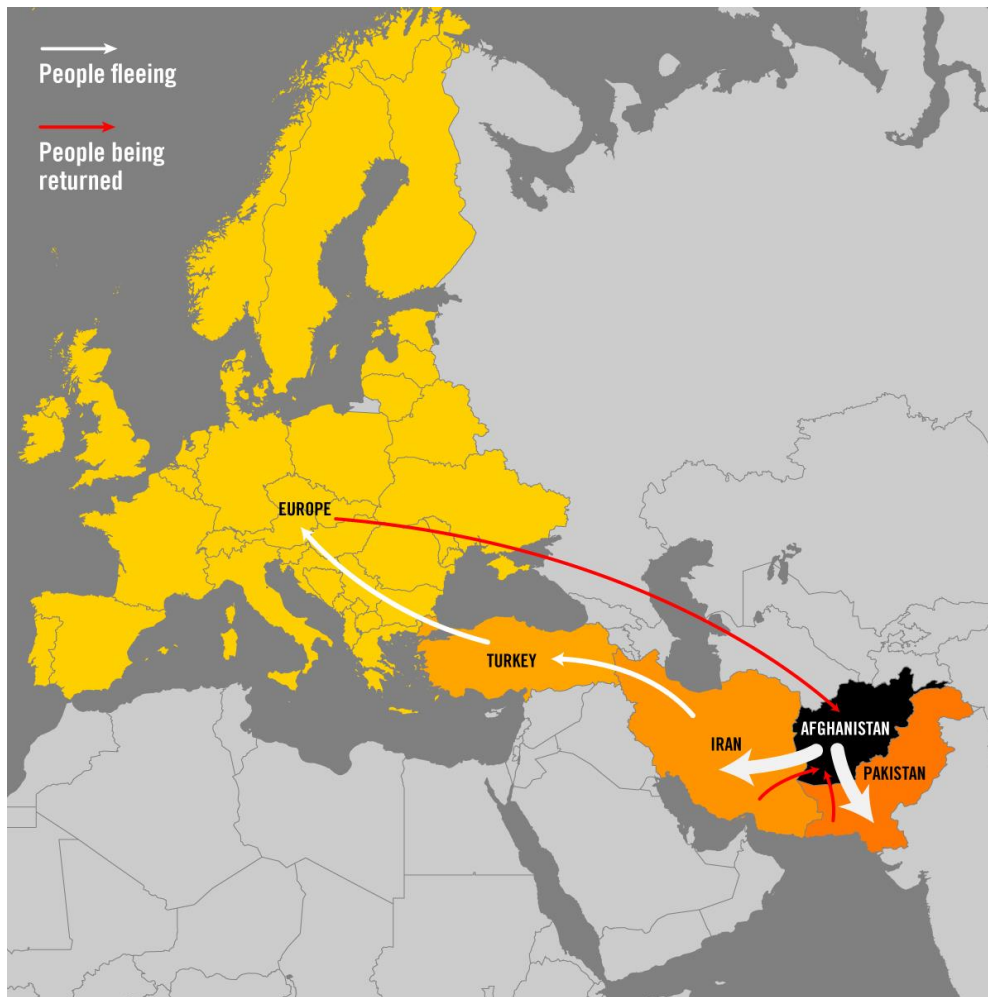 People fleeing
People being
returned
EUROPE
TURKEY
IRAN
AFGHANISTAN
PAKISTAN